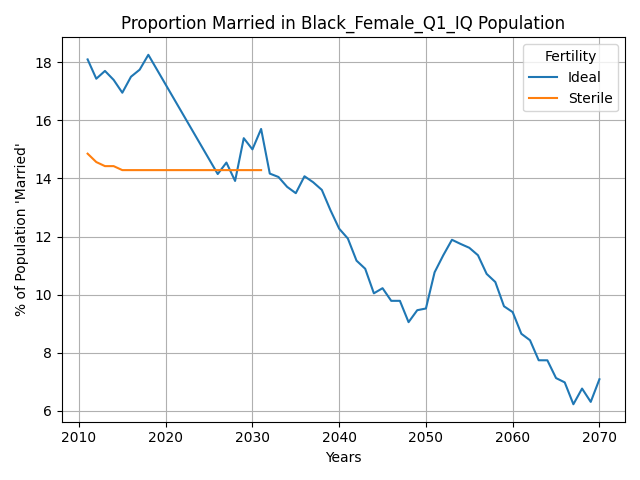 Proportion Married in Black_Female_Q1_IQ Population
% of Population 'Married'
18
16
14
12
10
8
6
Fertility
Ideal
Sterile
2010 2020 2030 2040 2050 2060 2070
Years